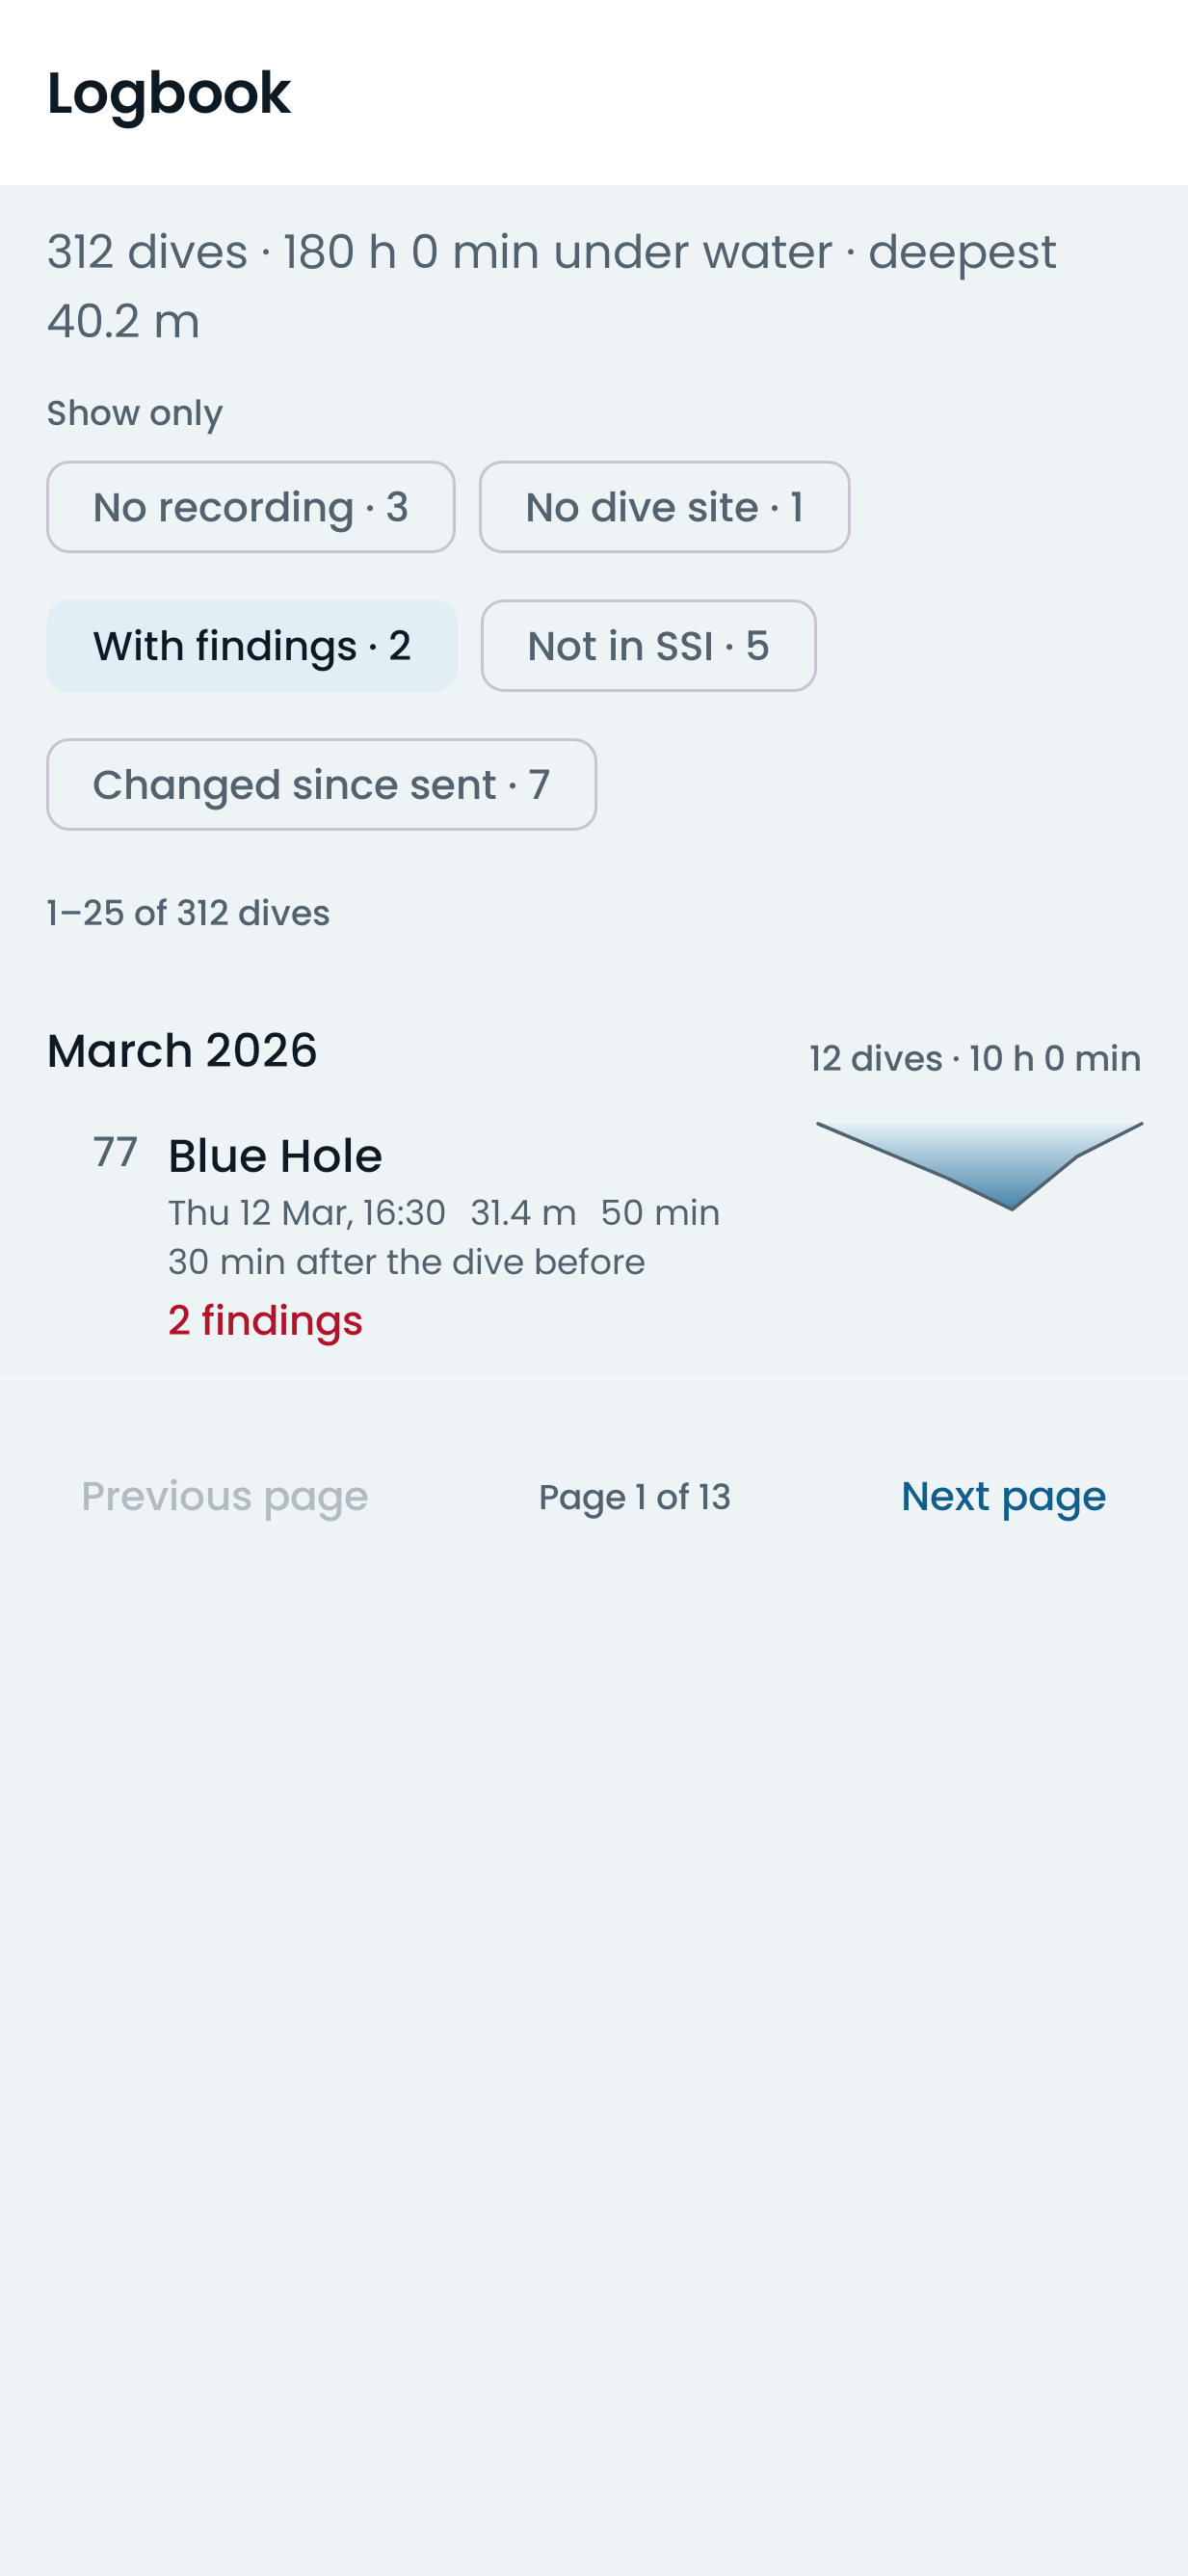 Logbook
312 dives · 180 h 0 min under water · deepest
40.2 m
Show only
No recording · 3
No dive site · 1
With findings · 2
Not in SSI · 5
Changed since sent · 7
1–25 of 312 dives
March 2026
12 dives · 10 h 0 min
77 Blue Hole
Thu 12 Mar, 16:30 31.4 m 50 min
30 min after the dive before
2 findings
Previous page
Page 1 of 13
Next page